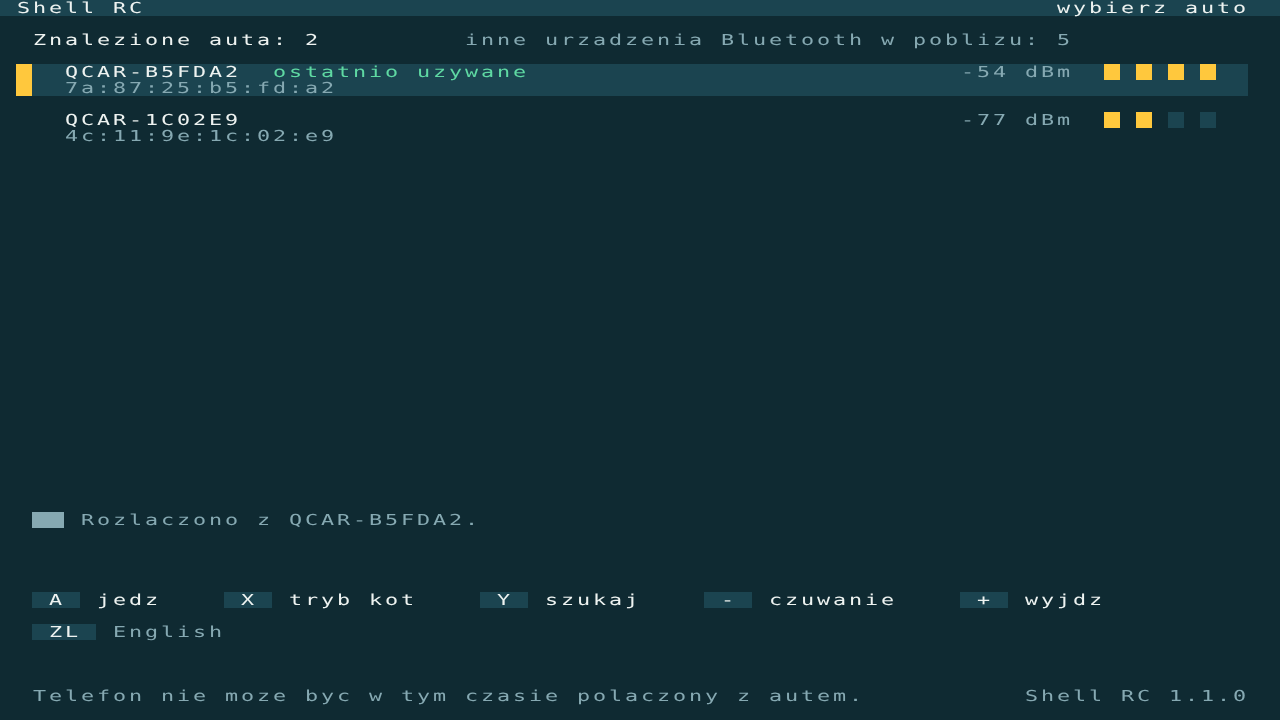 Shell RC wybierz auto
Znalezione auta: 2 inne urzadzenia Bluetooth w poblizu: 5
QCAR-B5FDA2 ostatnio uzywane -54 dBm
7a:87:25:b5:fd:a2
QCAR-1C02E9 -77 dBm
4c:11:9e:1c:02:e9
Rozlaczono z QCAR-B5FDA2.
A jedz X tryb kot Y szukaj - czuwanie + wyjdz
ZL English
Telefon nie moze byc w tym czasie polaczony z autem. Shell RC 1.1.0